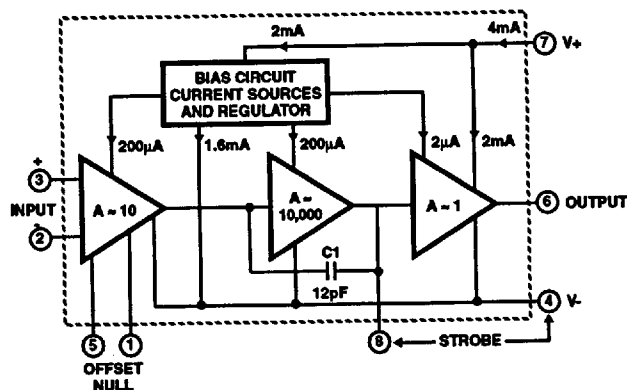 2mA
4mA
7
V+
BIAS CIRCUIT
CURRENT SOURCES
AND REGULATOR
200µA
1.6mA
200µA
2µA
2mA
+
3
INPUT
-
2
A ~ 10
A ~
10,000
A ~ 1
6
OUTPUT
C1
12pF
4
V-
5
1
8
STROBE
OFFSET
NULL